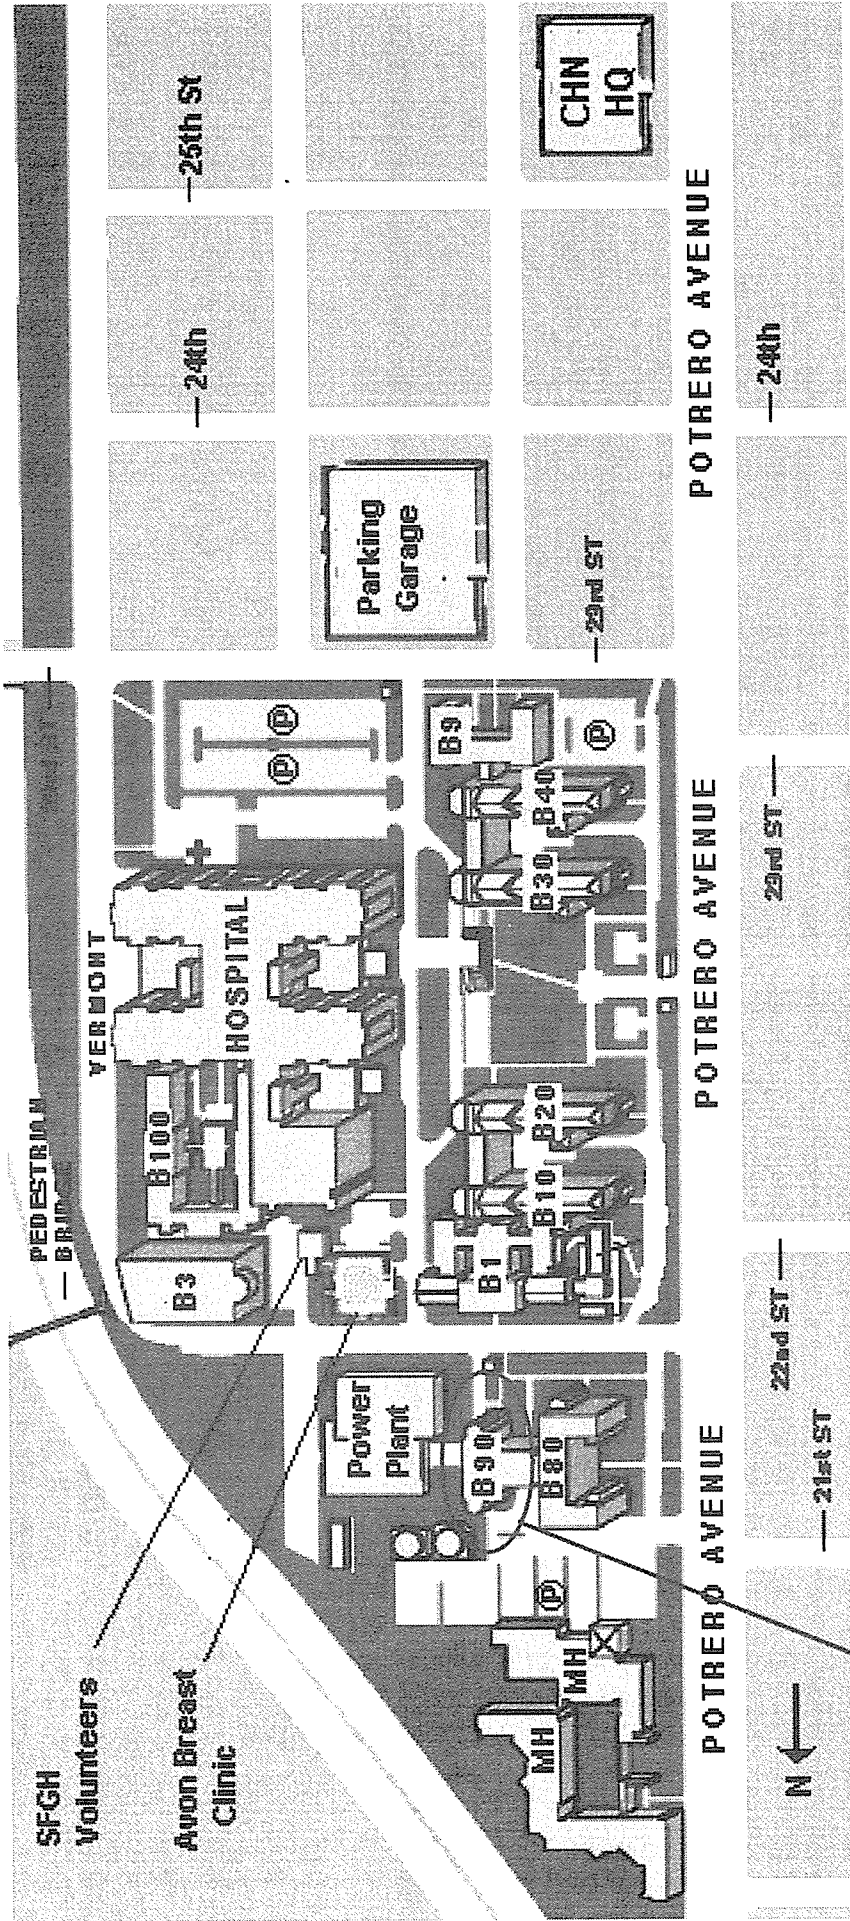 SFGH
Volunteers
PEDESTRIAN
BRIDGE
VERMONT
Avon Breast
Clinic
B3
B100
HOSPITAL
24th
25th St
P
P
Power
Plant
Parking
Garage
B90
B1
B9
MH
MH
P
B80
B10
B20
B30
B40
P
23rd ST
CHN
HQ
POTRERO AVENUE
POTRERO AVENUE
POTRERO AVENUE
N
21st ST
22nd ST
23rd ST
24th